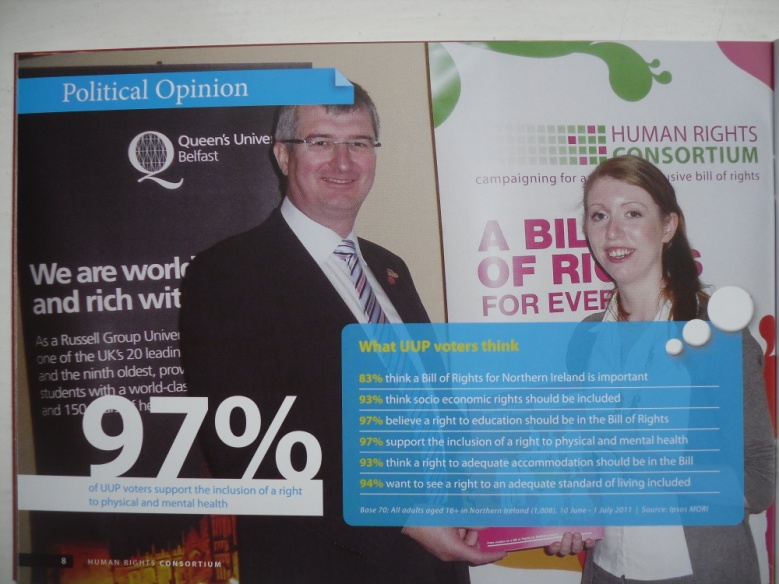 Political Opinion
Queen's Unive
Belfast
We are world
and rich wit
As a Russell Group Univer
one of the UK's 20 leadin
and the ninth oldest, prov
students with a world-clas
and 150 of he
HUMAN RIGHTS
CONSORTIUM
campaigning for a usive bill of rights
A BIL
OF RIG S
FOR EVER
What UUP voters think
83% think a Bill of Rights for Northern Ireland is important
93% think socio economic rights should be included
97% believe a right to education should be in the Bill of Rights
97% support the inclusion of a right to physical and mental health
93% think a right to adequate accommodation should be in the Bill
94% want to see a right to an adequate standard of living included
Base 70: All adults aged 16+ in Northern Ireland (1,008), 10 June - 1 July 2011 | Source: Ipsos MORI
97%
of UUP voters support the inclusion of a right
to physical and mental health
8 HUMAN RIGHTS CONSORTIUM